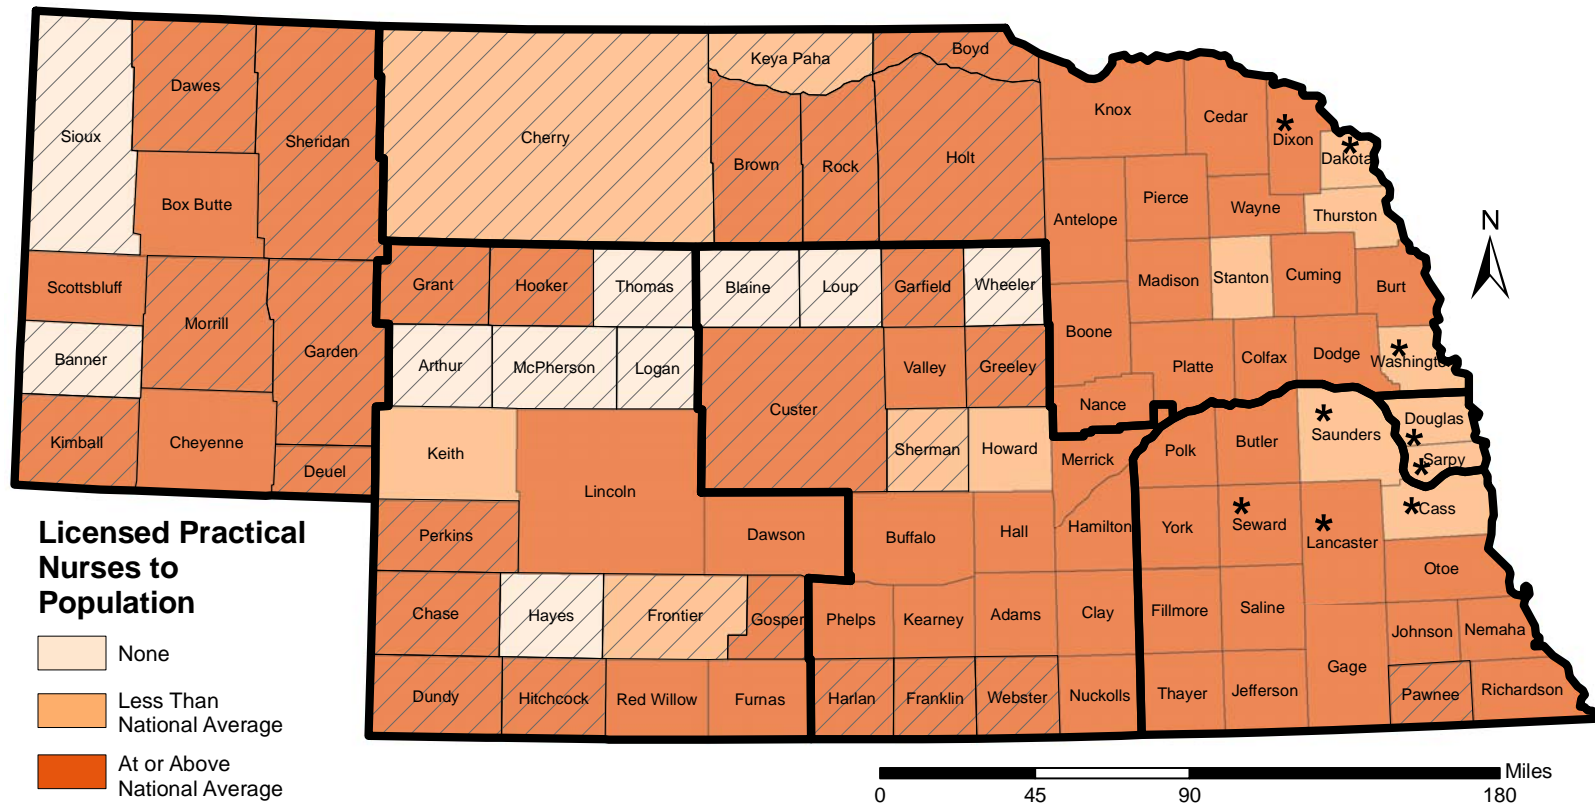 Boyd
Keya Paha
Dawes
Knox
Cedar
Sioux
Cherry
Sheridan
*
Dixon
*
Dakota
Brown
Rock
Holt
Box Butte
Pierce
Wayne
Thurston
Antelope
N
Scottsbluff
Grant
Hooker
Thomas
Blaine
Loup
Garfield
Wheeler
Madison
Stanton
Cuming
Burt
Morrill
Boone
Banner
Garden
Arthur
McPherson
Logan
Custer
Valley
Greeley
Platte
Colfax
Dodge
*
Washington
Nance
Kimball
Cheyenne
Deuel
Keith
Lincoln
Sherman
Howard
Merrick
Polk
Butler
*
Saunders
Douglas
*
*
Sarpy
Perkins
Dawson
Buffalo
Hall
Hamilton
York
*
Seward
*
Lancaster
*
Cass
Otoe
Chase
Hayes
Frontier
Gosper
Phelps
Kearney
Adams
Clay
Fillmore
Saline
Johnson
Nemaha
Gage
Dundy
Hitchcock
Red Willow
Furnas
Harlan
Franklin
Webster
Nuckolls
Thayer
Jefferson
Pawnee
Richardson
Licensed Practical
Nurses to
Population
None
Less Than
National Average
At or Above
National Average
Miles
0 45 90 180